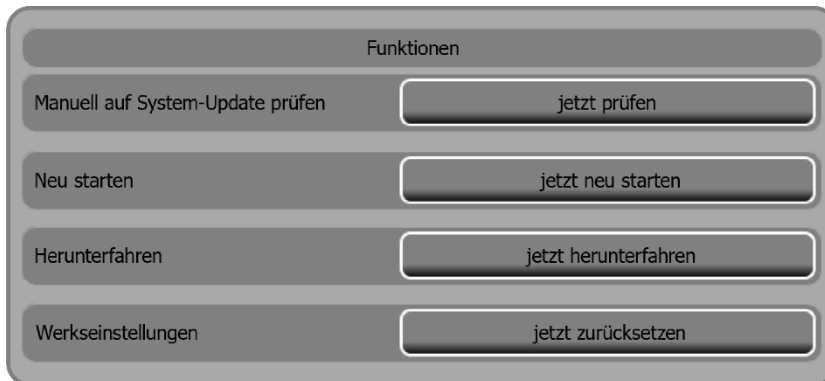 Funktionen
Manuell auf System-Update prüfen jetzt prüfen
Neu starten jetzt neu starten
Herunterfahren jetzt herunterfahren
Werkseinstellungen jetzt zurücksetzen